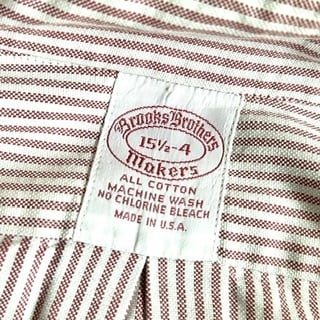 Brooks Brothers
15½-4
Makers
ALL COTTON
MACHINE WASH
NO CHLORINE BLEACH
MADE IN U.S.A.